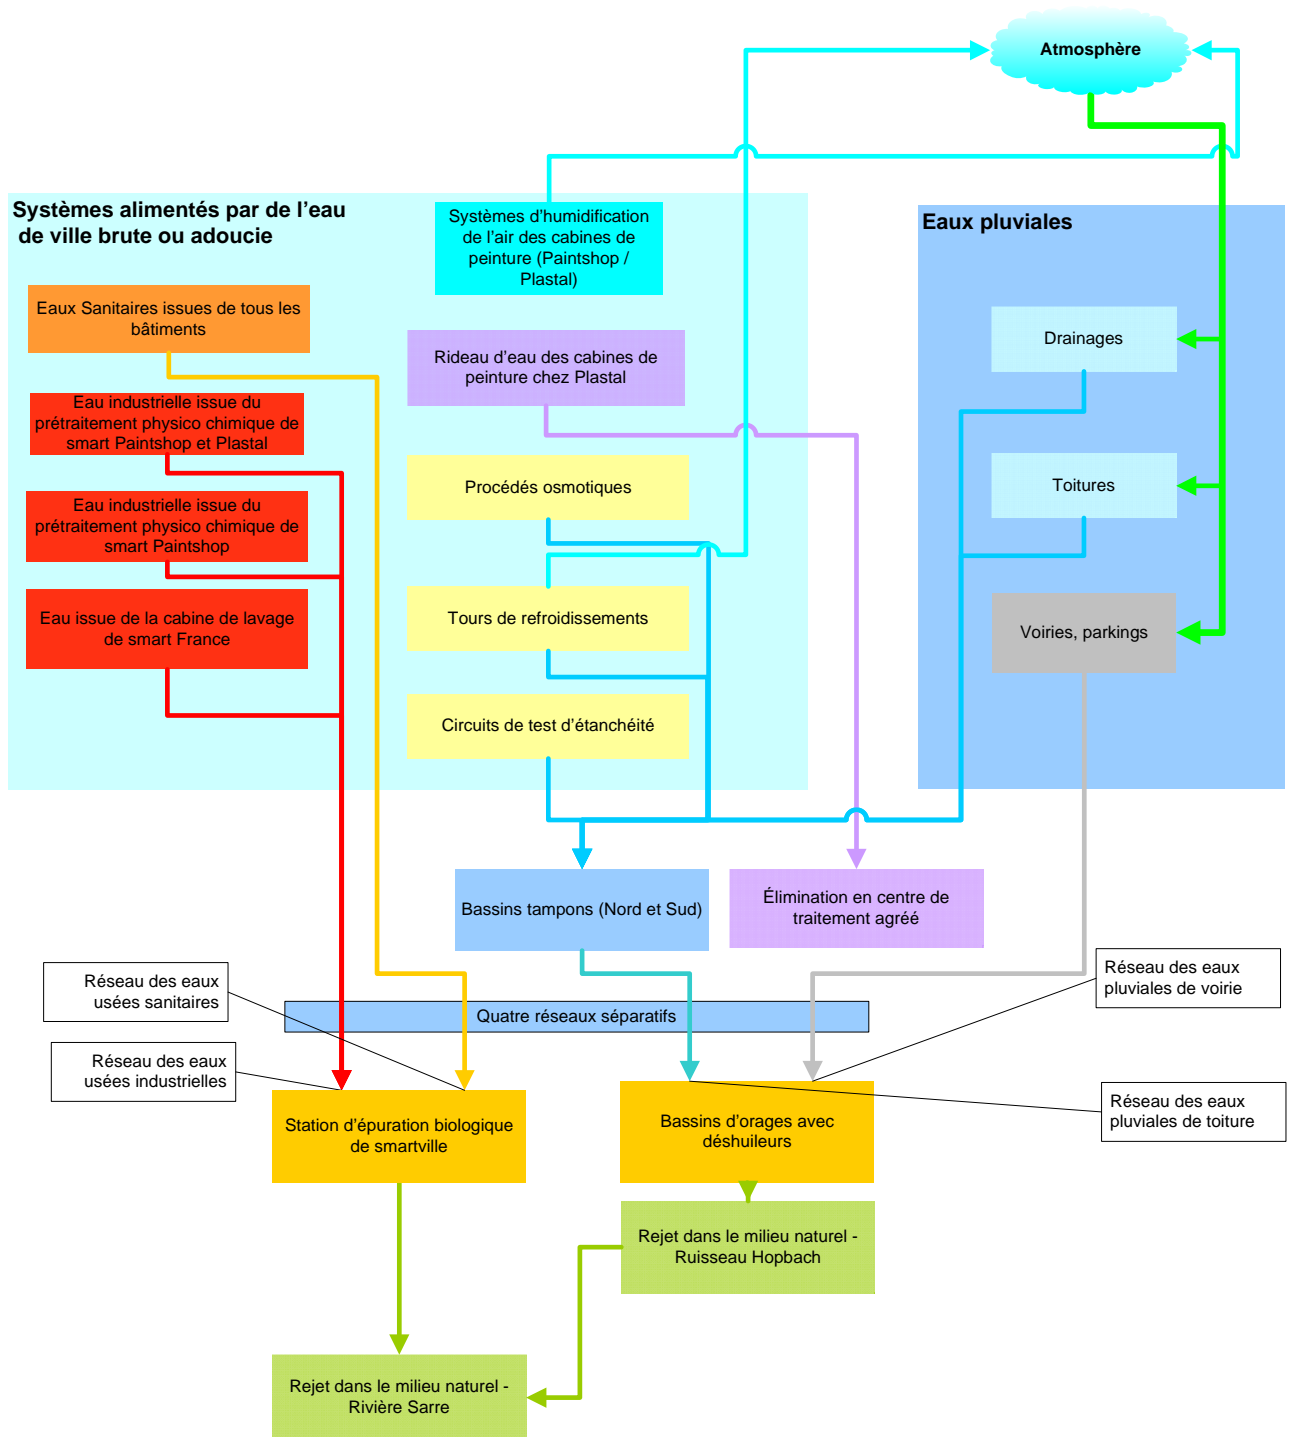 Atmosphère
Systèmes alimentés par de l'eau
de ville brute ou adoucie
Systèmes d'humidification
de l'air des cabines de
peinture (Paintshop /
Plastal)
Eaux pluviales
Eaux Sanitaires issues de tous les
bâtiments
Rideau d'eau des cabines de
peinture chez Plastal
Drainages
Eau industrielle issue du
prétraitement physico chimique de
smart Paintshop et Plastal
Procédés osmotiques
Toitures
Eau industrielle issue du
prétraitement physico chimique de
smart Paintshop
Eau issue de la cabine de lavage
de smart France
Tours de refroidissements
Voiries, parkings
Circuits de test d'étanchéité
Bassins tampons (Nord et Sud)
Élimination en centre de
traitement agréé
Réseau des eaux
usées sanitaires
Réseau des eaux
pluviales de voirie
Quatre réseaux séparatifs
Réseau des eaux
usées industrielles
Réseau des eaux
pluviales de toiture
Station d'épuration biologique
de smartville
Bassins d'orages avec
déshuileurs
Rejet dans le milieu naturel -
Ruisseau Hopbach
Rejet dans le milieu naturel -
Rivière Sarre